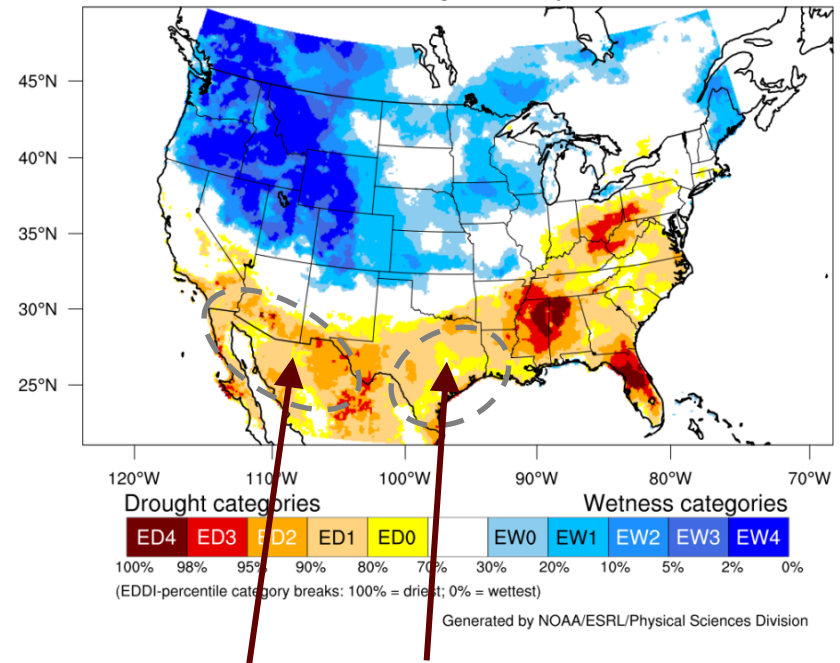 45°N
40°N
35°N
30°N
25°N
120°W 110°W 100°W 90°W 80°W 70°W
Drought categories Wetness categories
ED4 ED3 ED2 ED1 ED0 EW0 EW1 EW2 EW3 EW4
100% 98% 95% 90% 80% 70% 30% 20% 10% 5% 2% 0%
(EDDI-percentile category breaks: 100% = driest; 0% = wettest)
Generated by NOAA/ESRL/Physical Sciences Division